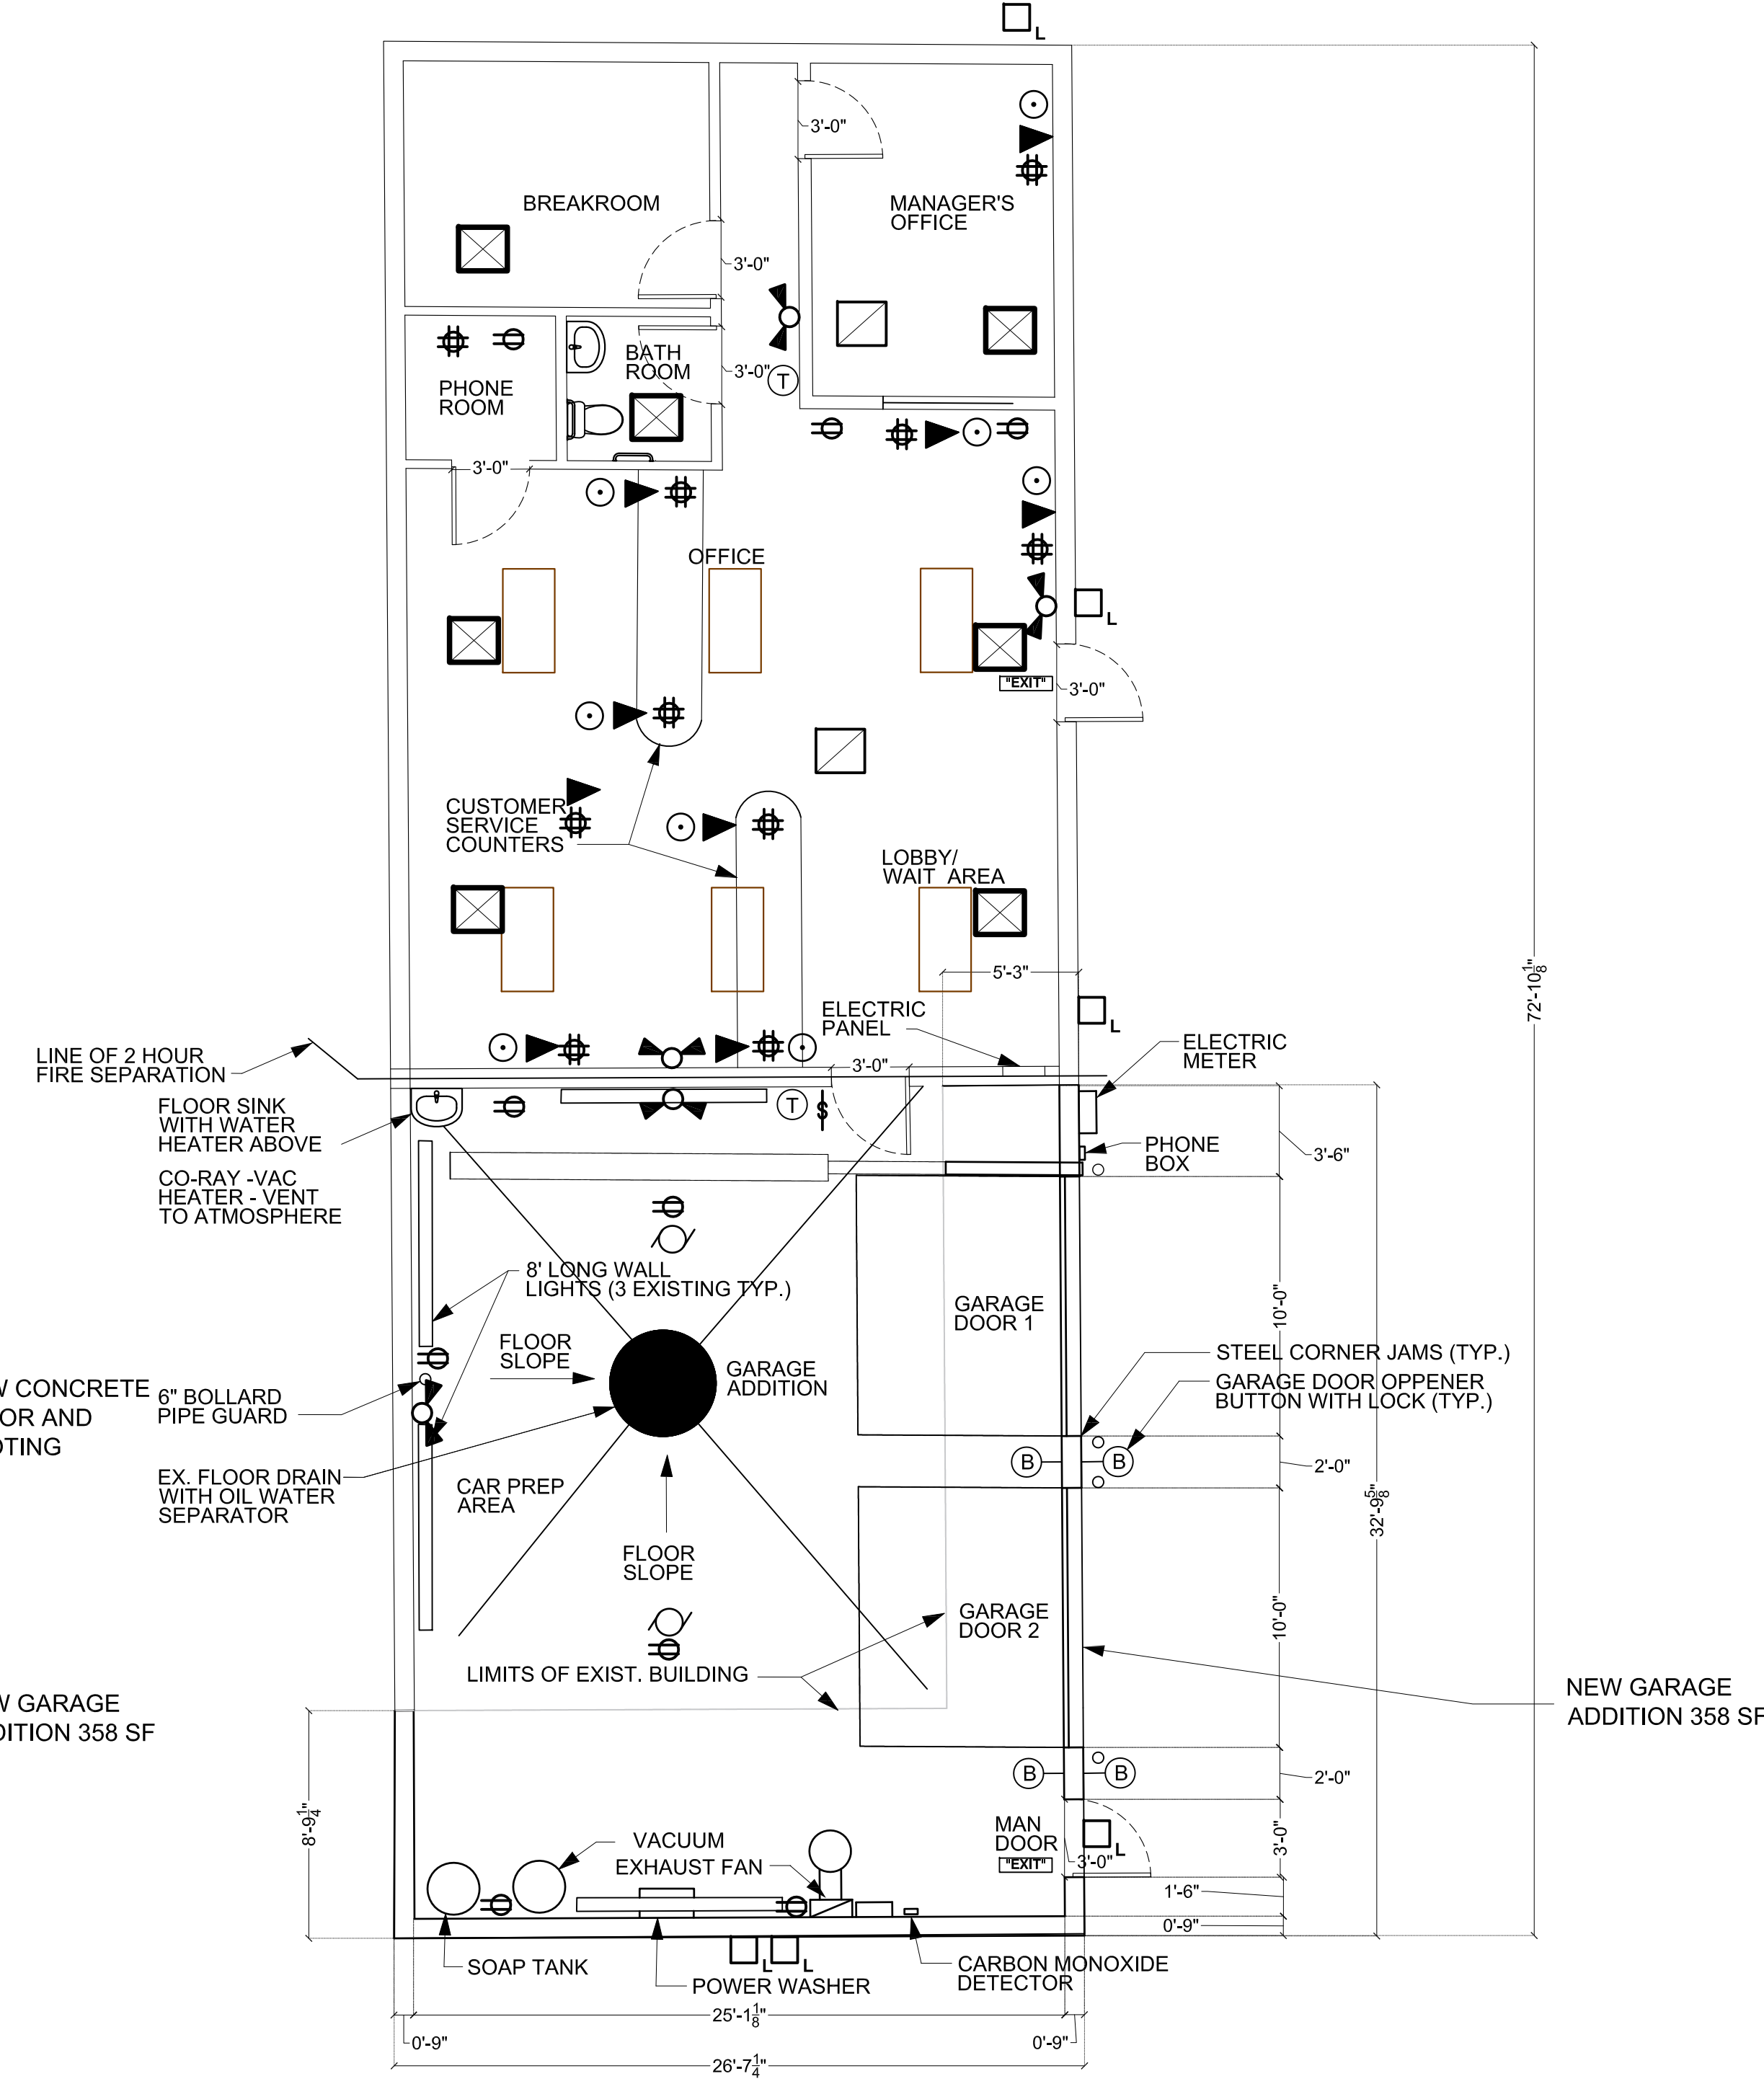 L
3'-0"
BREAKROOM
MANAGER'S
OFFICE
3'-0"
BATH
ROOM
3'-0"
T
PHONE
ROOM
3'-0"
OFFICE
L
"EXIT"
3'-0"
CUSTOMER
SERVICE
COUNTERS
LOBBY/
WAIT AREA
5'-3"
72'-10 1/8"
ELECTRIC
PANEL
L
ELECTRIC
METER
LINE OF 2 HOUR
FIRE SEPARATION
3'-0"
FLOOR SINK
WITH WATER
HEATER ABOVE
T
$
PHONE
BOX
3'-6"
CO-RAY -VAC
HEATER - VENT
TO ATMOSPHERE
8' LONG WALL
LIGHTS (3 EXISTING TYP.)
GARAGE
DOOR 1
10'-0"
FLOOR
SLOPE
GARAGE
ADDITION
STEEL CORNER JAMS (TYP.)
GARAGE DOOR OPPENER
BUTTON WITH LOCK (TYP.)
W CONCRETE
OOR AND
OTING
6" BOLLARD
PIPE GUARD
B
B
2'-0"
32'-9 5/8"
EX. FLOOR DRAIN
WITH OIL WATER
SEPARATOR
CAR PREP
AREA
FLOOR
SLOPE
GARAGE
DOOR 2
10'-0"
LIMITS OF EXIST. BUILDING
W GARAGE
DITION 358 SF
NEW GARAGE
ADDITION 358 SF
B
B
2'-0"
8'-9 1/4"
MAN
DOOR
"EXIT"
L
3'-0"
3'-0"
VACUUM
EXHAUST FAN
1'-6"
0'-9"
SOAP TANK
L
L
POWER WASHER
CARBON MONOXIDE
DETECTOR
25'-1 1/8"
0'-9"
0'-9"
26'-7 1/4"